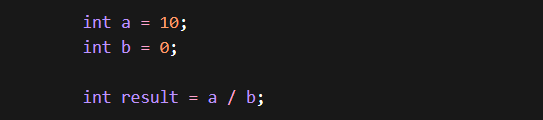 int a = 10;
int b = 0;
int result = a / b;